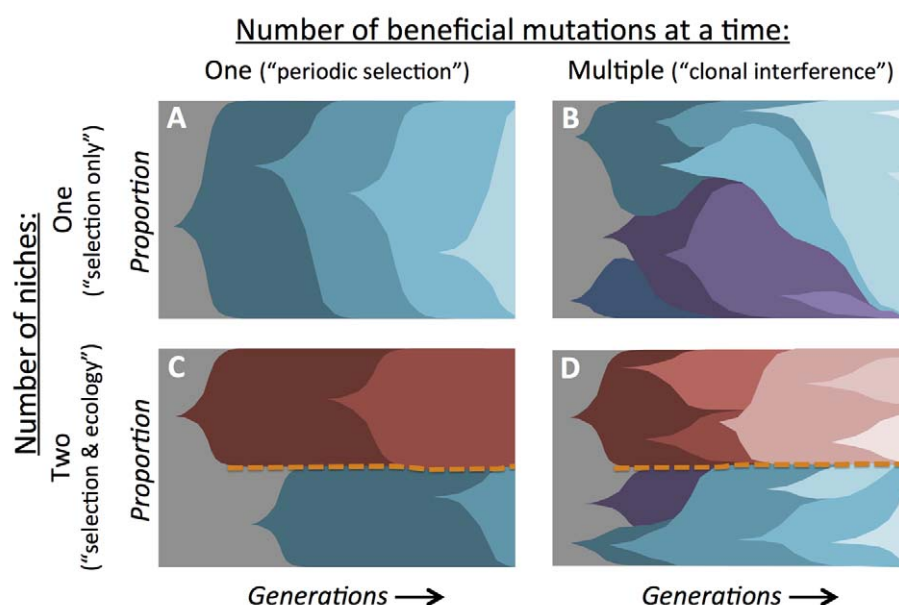 Number of beneficial mutations at a time:
One (“periodic selection”)
Multiple (“clonal interference”)
Number of niches:
One
(“selection only”)
Proportion
A
B
Two
(“selection & ecology”)
Proportion
C
D
Generations →
Generations →